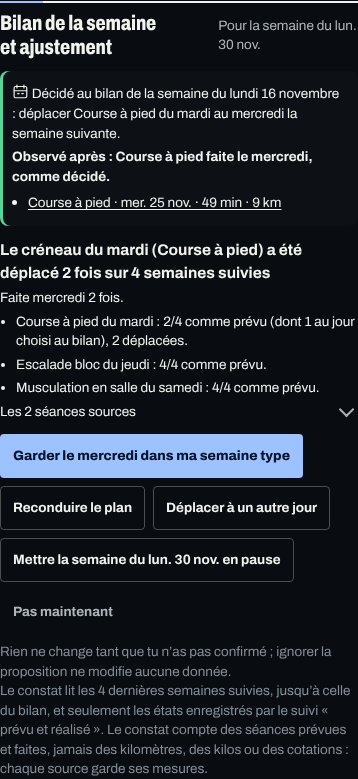 Bilan de la semaine
et ajustement
Pour la semaine du lun.
30 nov.
Décidé au bilan de la semaine du lundi 16 novembre
: déplacer Course à pied du mardi au mercredi la
semaine suivante.
Observé après : Course à pied faite le mercredi,
comme décidé.
• Course à pied · mer. 25 nov. · 49 min · 9 km
Le créneau du mardi (Course à pied) a été
déplacé 2 fois sur 4 semaines suivies
Faite mercredi 2 fois.
• Course à pied du mardi : 2/4 comme prévu (dont 1 au jour
choisi au bilan), 2 déplacées.
• Escalade bloc du jeudi : 4/4 comme prévu.
• Musculation en salle du samedi : 4/4 comme prévu.
Les 2 séances sources
Garder le mercredi dans ma semaine type
Reconduire le plan
Déplacer à un autre jour
Mettre la semaine du lun. 30 nov. en pause
Pas maintenant
Rien ne change tant que tu n’as pas confirmé ; ignorer la
proposition ne modifie aucune donnée.
Le constat lit les 4 dernières semaines suivies, jusqu’à celle
du bilan, et seulement les états enregistrés par le suivi «
prévu et réalisé ». Le constat compte des séances prévues
et faites, jamais des kilomètres, des kilos ou des cotations :
chaque source garde ses mesures.